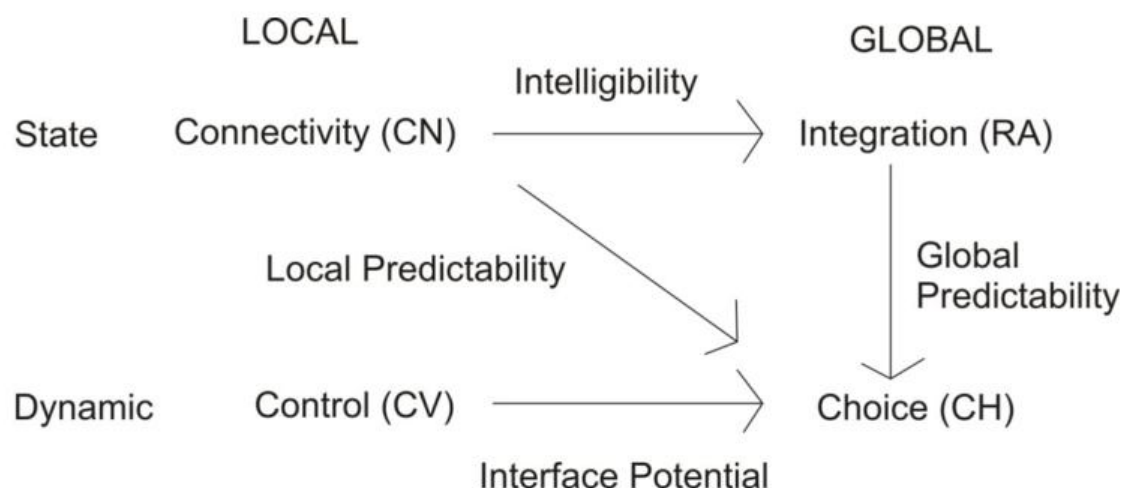 LOCAL
GLOBAL
Intelligibility
State
Connectivity (CN)
Integration (RA)
Local Predictability
Global
Predictability
Dynamic
Control (CV)
Choice (CH)
Interface Potential